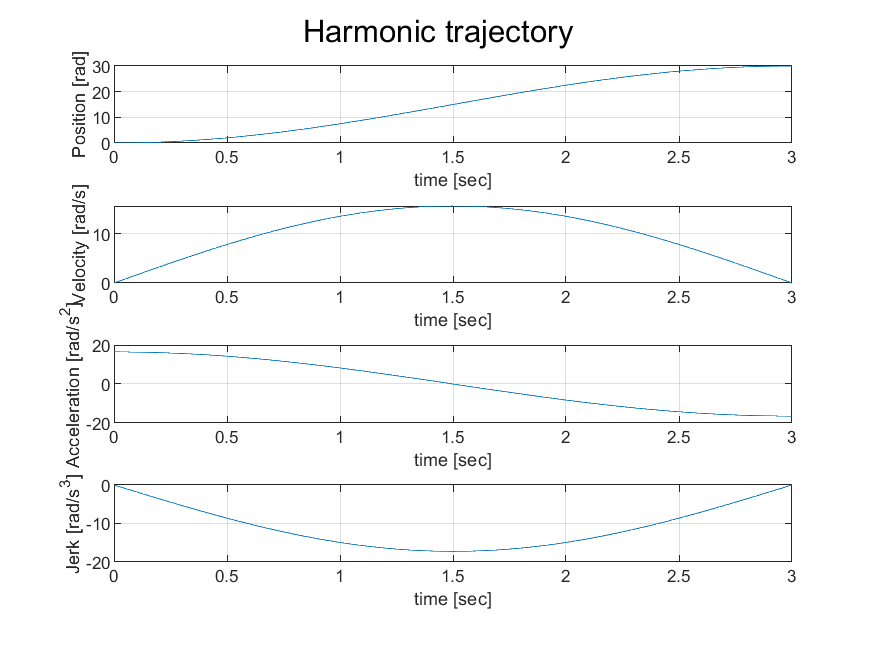 Harmonic trajectory
Position [rad]
30
20
10
0
0 0.5 1 1.5 2 2.5 3
time [sec]
Velocity [rad/s]
10
0
0 0.5 1 1.5 2 2.5 3
time [sec]
Acceleration [rad/s²]
20
0
-20
0 0.5 1 1.5 2 2.5 3
time [sec]
Jerk [rad/s³]
0
-10
-20
0 0.5 1 1.5 2 2.5 3
time [sec]